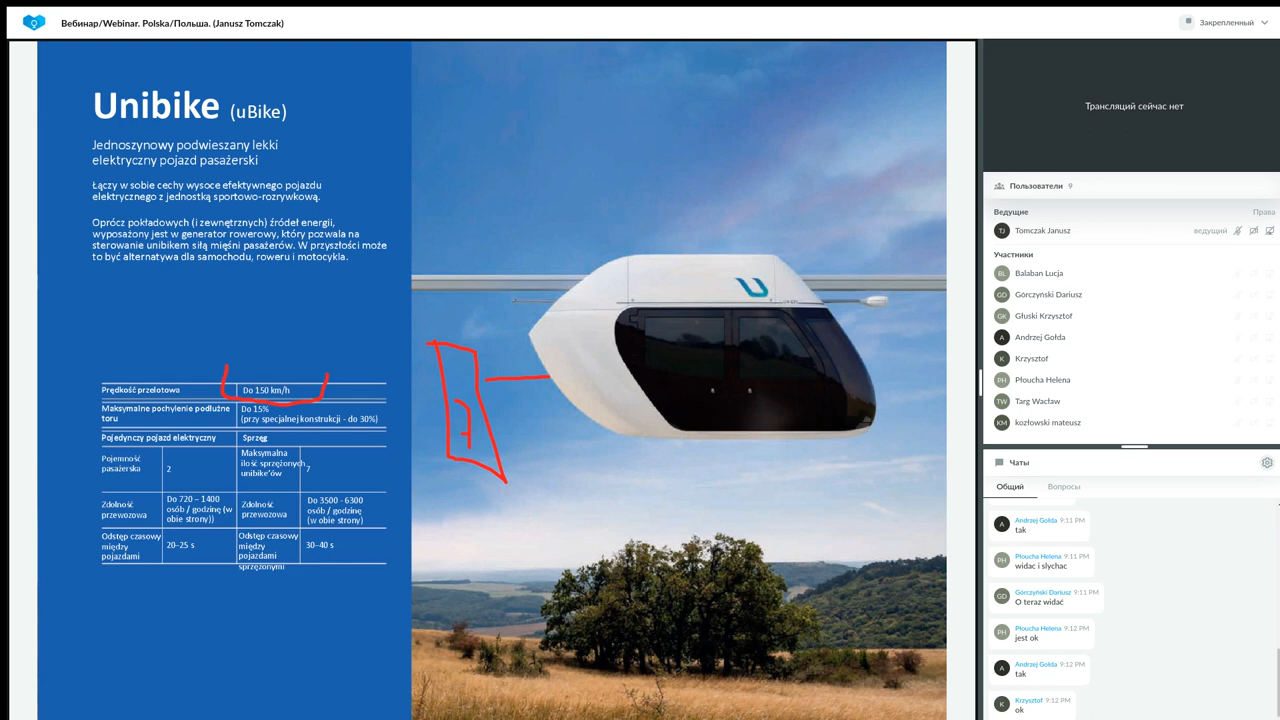 Вебинар/Webinar. Polska/Польша. (Janusz Tomczak)
Закрепленный
Unibike (uBike)
Jednoszynowy podwieszany lekki
elektryczny pojazd pasażerski
Łączy w sobie cechy wysoce efektywnego pojazdu
elektrycznego z jednostką sportowo-rozrywkową.
Oprócz pokładowych (i zewnętrznych) źródeł energii,
wyposażony jest w generator rowerowy, który pozwala na
sterowanie unibikem siłą mięśni pasażerów. W przyszłości może
to być alternatywa dla samochodu, roweru i motocykla.
Prędkość przelotowa
Do 150 km/h
Maksymalne pochylenie podłużne
toru
Do 15%
(przy specjalnej konstrukcji - do 30%)
Pojedynczy pojazd elektryczny
Sprzęg
Pojemność
pasażerska
2
Maksymalna
ilość sprzężonych
unibike'ów
7
Zdolność
przewozowa
Do 720 – 1400
osób / godzinę (w
obie strony))
Zdolność
przewozowa
Do 3500 - 6300
osób / godzinę
(w obie strony)
Odstęp czasowy
między
pojazdami
20–25 s
Odstęp czasowy
między
pojazdami
sprzężonymi
30–40 s
Трансляций сейчас нет
Пользователи 9
Ведущие
Права
TJ Tomczak Janusz ведущий
Участники
BL Balaban Lucja
GD Górczyński Dariusz
GK Głuski Krzysztof
A Andrzej Gołda
K Krzysztof
PH Płoucha Helena
TW Targ Wacław
KM kozłowski mateusz
Чаты
Общий Вопросы
A Andrzej Gołda 9:11 PM
tak
PH Płoucha Helena 9:11 PM
widac i slychac
GD Górczyński Dariusz 9:11 PM
O teraz widać
PH Płoucha Helena 9:12 PM
jest ok
A Andrzej Gołda 9:12 PM
tak
K Krzysztof 9:12 PM
ok